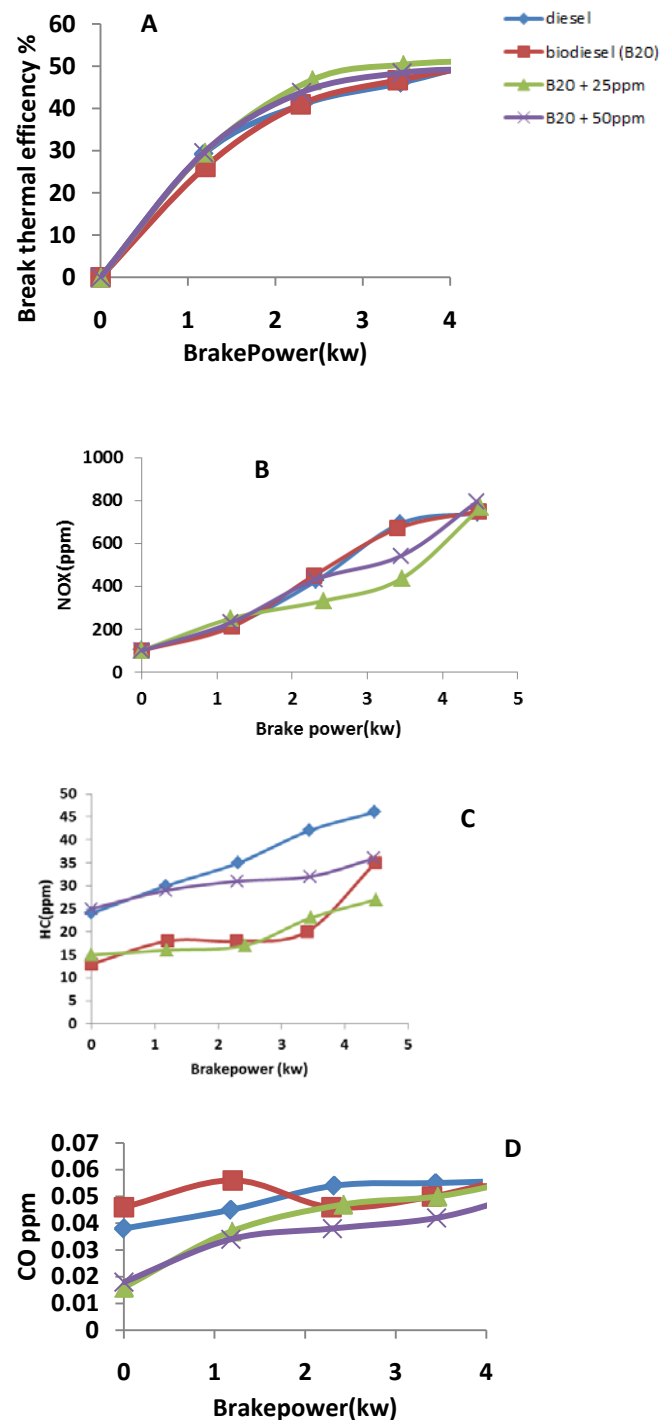 A
Break thermal efficency %
60
50
40
30
20
10
0
0 1 2 3 4
BrakePower(kw)
diesel
biodiesel (B20)
B20 + 25ppm
B20 + 50ppm
B
NOX(ppm)
1000
800
600
400
200
0
0 1 2 3 4 5
Brake power(kw)
C
HC(ppm)
50
45
40
35
30
25
20
15
10
5
0
0 1 2 3 4 5
Brakepower (kw)
D
CO ppm
0.07
0.06
0.05
0.04
0.03
0.02
0.01
0
0 1 2 3 4
Brakepower(kw)